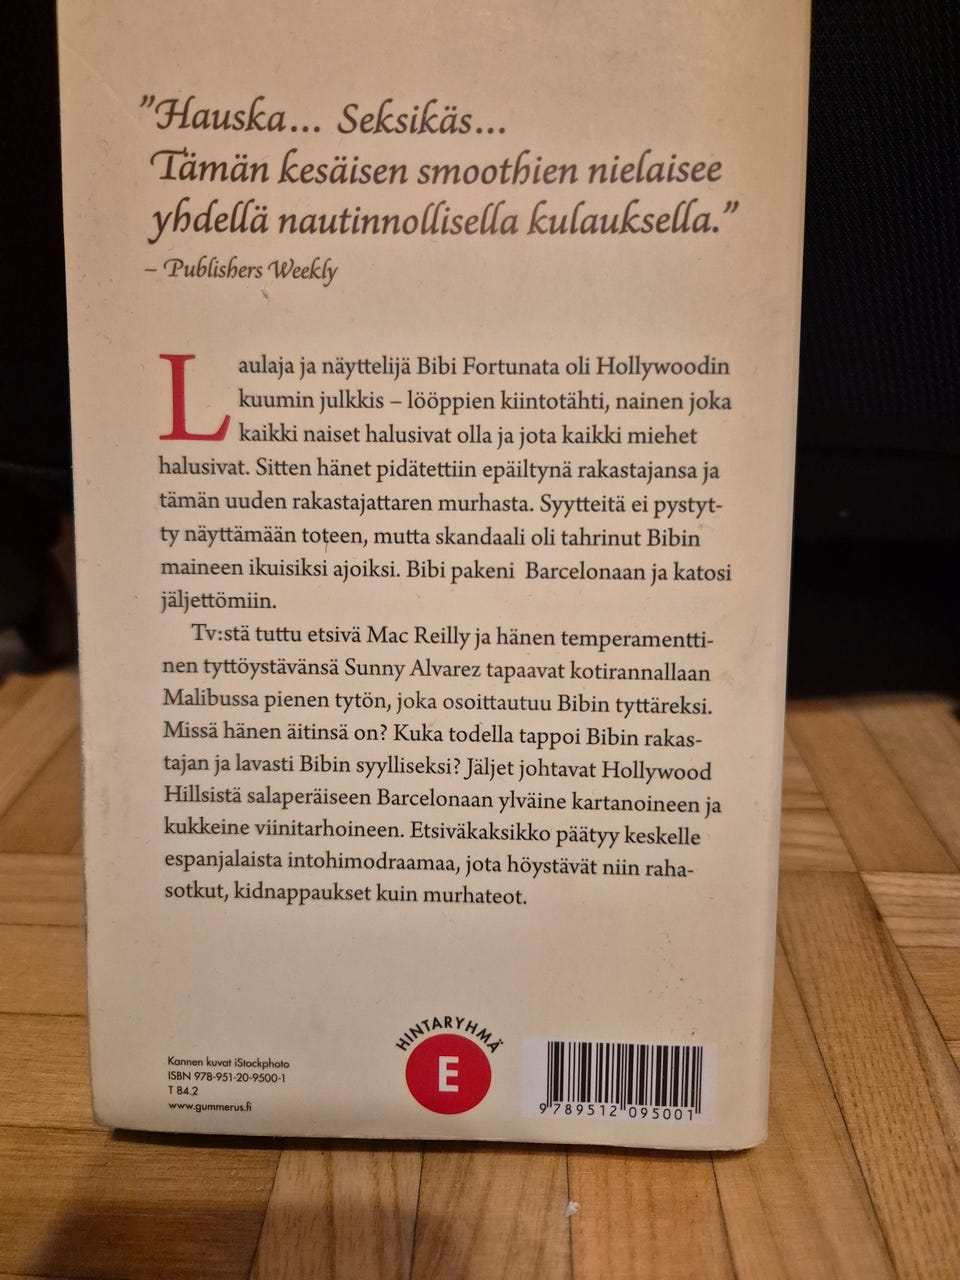 ”Hauska... Seksikäs...
Tämän kesäisen smoothien nielaisee
yhdellä nautinnollisella kulauksella.”
– Publishers Weekly
Laulaja ja näyttelijä Bibi Fortunata oli Hollywoodin
kuumin julkkis – lööppien kiintotähti, nainen joka
kaikki naiset halusivat olla ja jota kaikki miehet
halusivat. Sitten hänet pidätettiin epäiltynä rakastajansa ja
tämän uuden rakastajattaren murhasta. Syytteitä ei pystyt-
ty näyttämään toteen, mutta skandaali oli tahrinut Bibin
maineen ikuisiksi ajoiksi. Bibi pakeni Barcelonaan ja katosi
jäljettömiin.
Tv:stä tuttu etsivä Mac Reilly ja hänen temperamentti-
nen tyttöystävänsä Sunny Alvarez tapaavat kotirannallaan
Malibussa pienen tytön, joka osoittautuu Bibin tyttäreksi.
Missä hänen äitinsä on? Kuka todella tappoi Bibin rakas-
tajan ja lavasti Bibin syylliseksi? Jäljet johtavat Hollywood
Hillsistä salaperäiseen Barcelonaan ylväine kartanoineen ja
kukkeine viinitarhoineen. Etsiväkaksikko päätyy keskelle
espanjalaista intohimodraamaa, jota höystävät niin raha-
sotkut, kidnappaukset kuin murhateot.
Kannen kuvat iStockphoto
ISBN 978-951-20-9500-1
T 84.2
www.gummerus.fi
HINTARYHMÄ
E
9 789512 095001